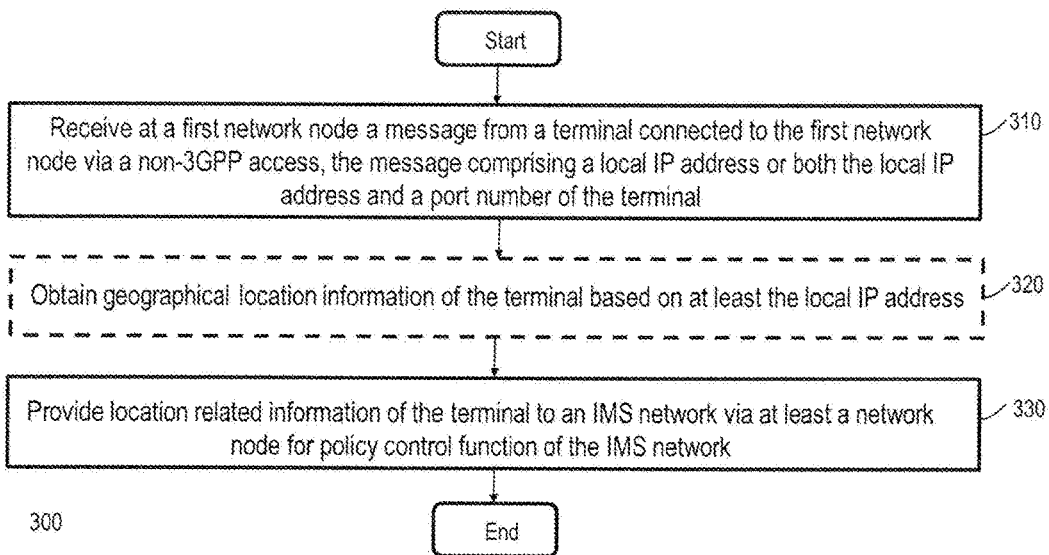 Start
Receive at a first network node a message from a terminal connected to the first network
node via a non-3GPP access, the message comprising a local IP address or both the local IP
address and a port number of the terminal
310
Obtain geographical location information of the terminal based on at least the local IP address
320
Provide location related information of the terminal to an IMS network via at least a network
node for policy control function of the IMS network
330
300
End